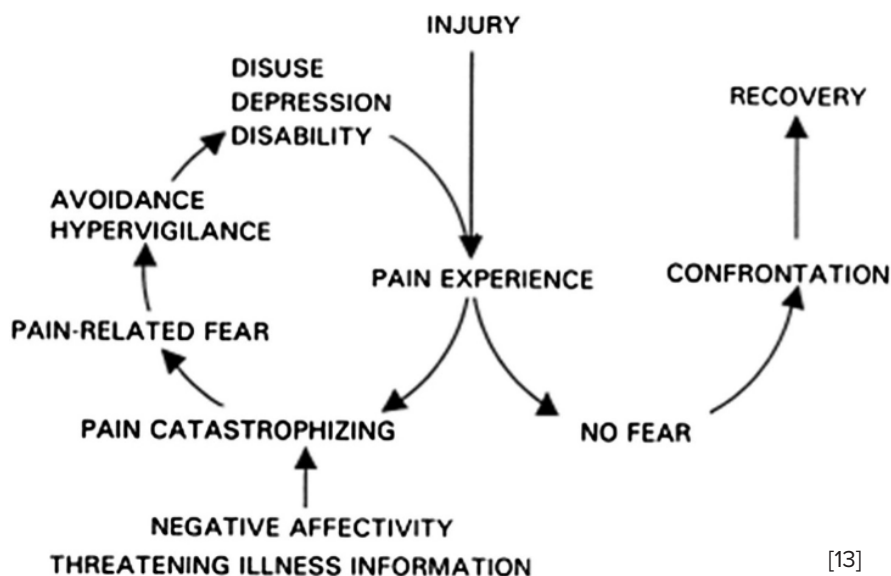 INJURY
DISUSE
DEPRESSION
DISABILITY
RECOVERY
AVOIDANCE
HYPERVIGILANCE
PAIN EXPERIENCE
CONFRONTATION
PAIN-RELATED FEAR
PAIN CATASTROPHIZING
NO FEAR
NEGATIVE AFFECTIVITY
THREATENING ILLNESS INFORMATION
[13]